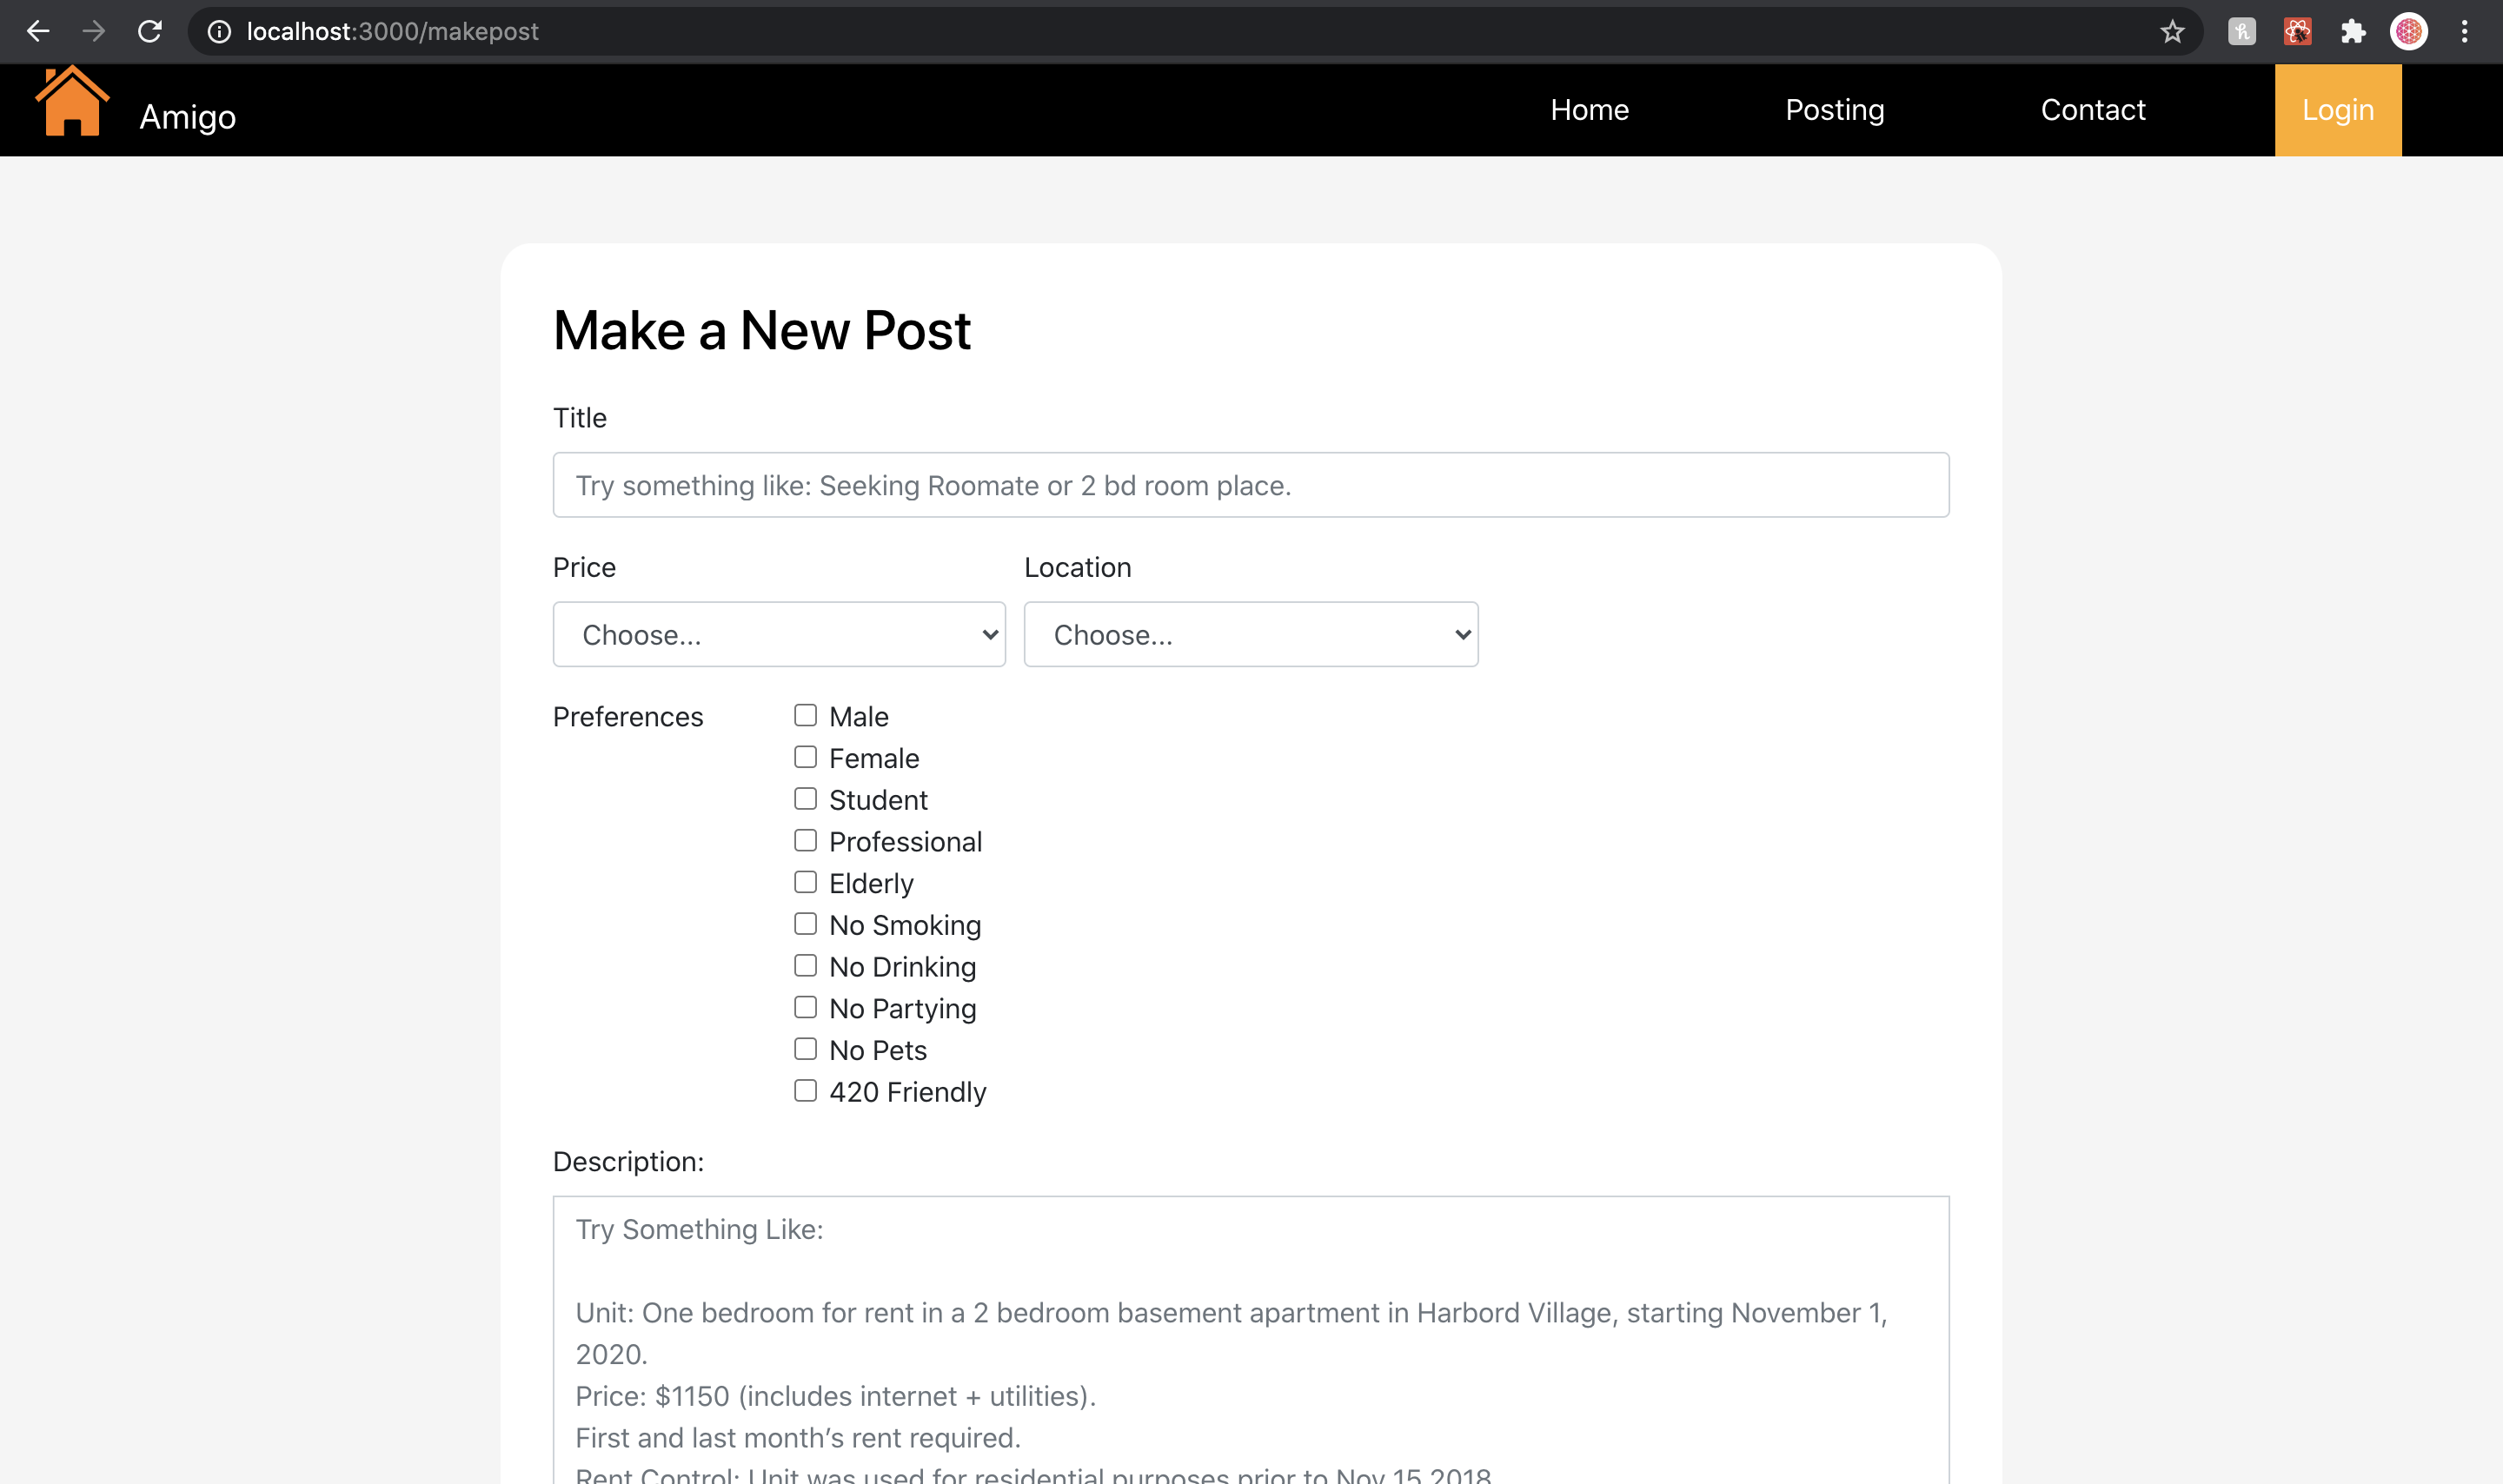 localhost:3000/makepost
Amigo
Home
Posting
Contact
Login
Make a New Post
Title
Try something like: Seeking Roomate or 2 bd room place.
Price
Location
Choose...
Choose...
Preferences
Male
Female
Student
Professional
Elderly
No Smoking
No Drinking
No Partying
No Pets
420 Friendly
Description:
Try Something Like:
Unit: One bedroom for rent in a 2 bedroom basement apartment in Harbord Village, starting November 1,
2020.
Price: $1150 (includes internet + utilities).
First and last month’s rent required.
Rent Control: Unit was used for residential purposes prior to Nov 15 2018